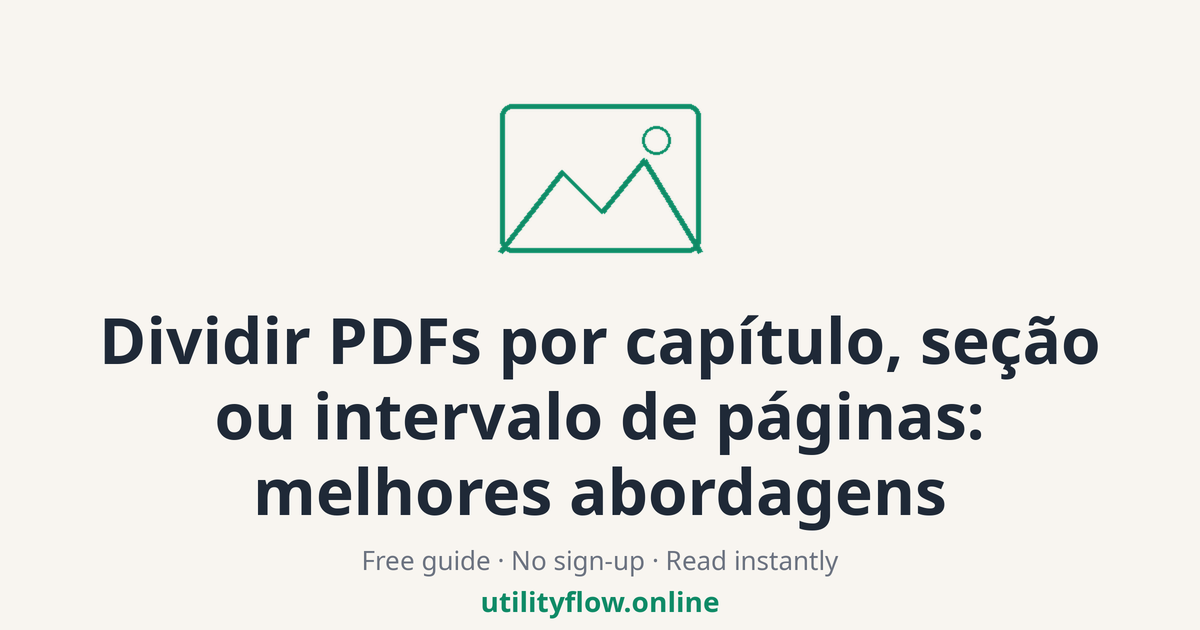 Dividir PDFs por capítulo, seção
ou intervalo de páginas:
melhores abordagens
Free guide · No sign-up · Read instantly
utilityflow.online